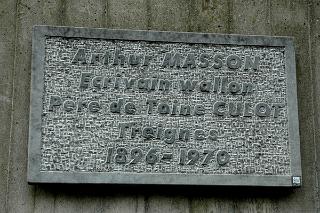 Arthur MASSON
Ecrivain wallon
Père de Toine CULOT
Treignes
1896-1970